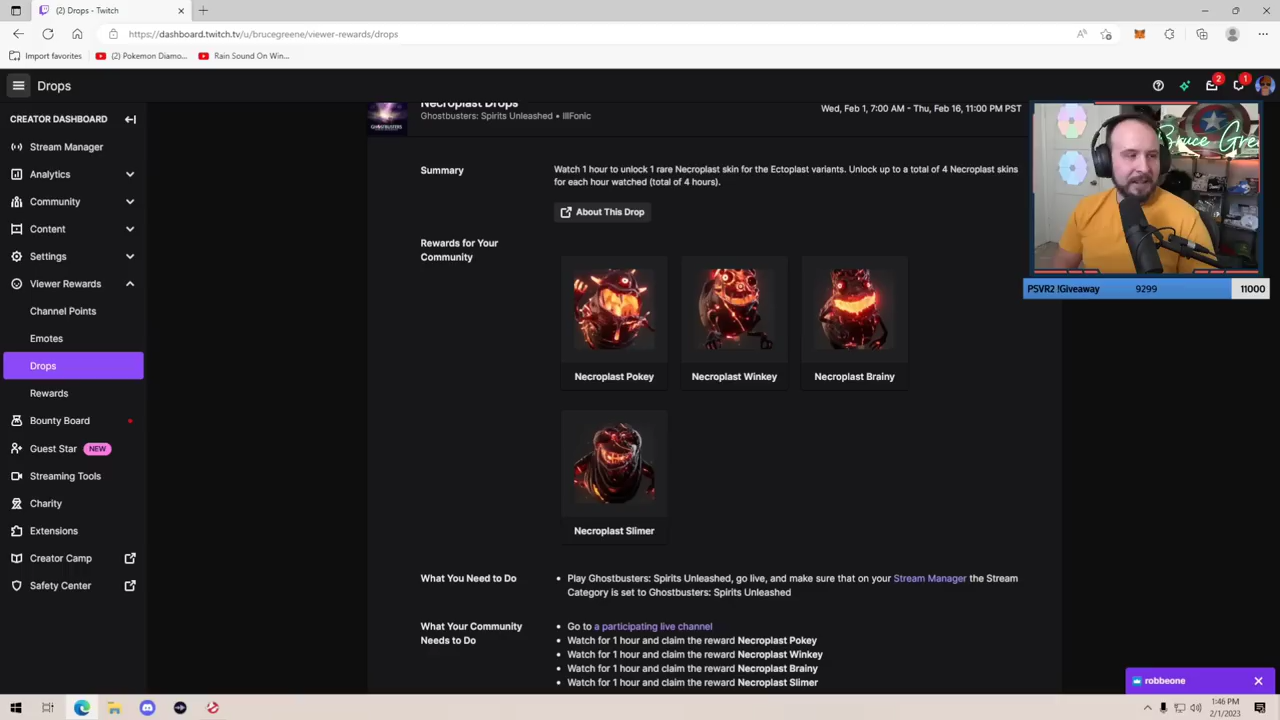 (2) Drops - Twitch
https://dashboard.twitch.tv/u/brucegreene/viewer-rewards/drops
Import favorites
(2) Pokemon Diamo...
Rain Sound On Win...
Drops
2
1
CREATOR DASHBOARD
Stream Manager
Analytics
Community
Content
Settings
Viewer Rewards
Channel Points
Emotes
Drops
Rewards
Bounty Board
Guest Star NEW
Streaming Tools
Charity
Extensions
Creator Camp
Safety Center
Necroplast Drops
Ghostbusters: Spirits Unleashed • IllFonic
Wed, Feb 1, 7:00 AM - Thu, Feb 16, 11:00 PM PST
GHOSTBUSTERS
Summary
Watch 1 hour to unlock 1 rare Necroplast skin for the Ectoplast variants. Unlock up to a total of 4 Necroplast skins
for each hour watched (total of 4 hours).
About This Drop
Rewards for Your
Community
Necroplast Pokey
Necroplast Winkey
Necroplast Brainy
Necroplast Slimer
What You Need to Do
• Play Ghostbusters: Spirits Unleashed, go live, and make sure that on your Stream Manager the Stream
Category is set to Ghostbusters: Spirits Unleashed
What Your Community
Needs to Do
• Go to a participating live channel
• Watch for 1 hour and claim the reward Necroplast Pokey
• Watch for 1 hour and claim the reward Necroplast Winkey
• Watch for 1 hour and claim the reward Necroplast Brainy
• Watch for 1 hour and claim the reward Necroplast Slimer
Bruce Gre
PSVR2 !Giveaway 9299 11000
robbeone
1:46 PM
2/1/2023